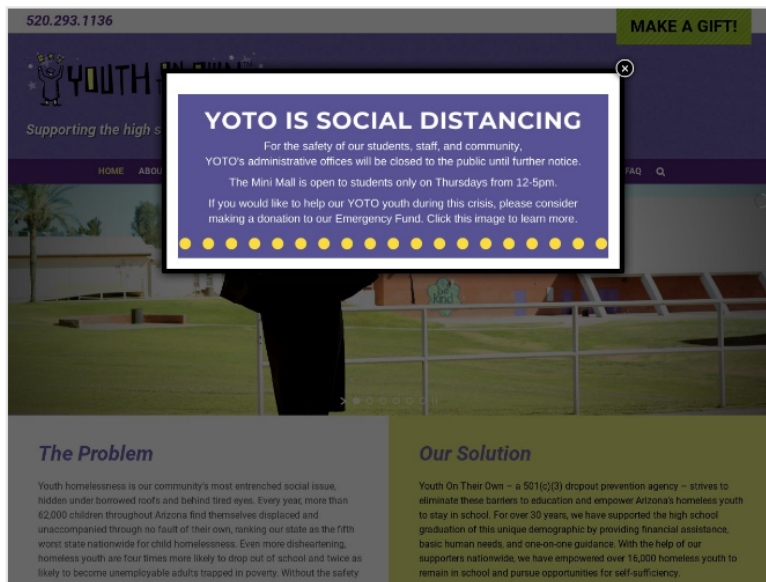 520.293.1136
MAKE A GIFT!
YOUTH
Supporting the high s
YOTO IS SOCIAL DISTANCING
For the safety of our students, staff, and community,
YOTO's administrative offices will be closed to the public until further notice.
The Mini Mall is open to students only on Thursdays from 12-5pm.
If you would like to help our YOTO youth during this crisis, please consider
making a donation to our Emergency Fund. Click this image to learn more.
HOME ABOU FAQ
Be Kind
The Problem
Youth homelessness is our community's most entrenched social issue,
hidden under borrowed roofs and behind tired eyes. Every year, more than
62,000 children throughout Arizona find themselves displaced and
unaccompanied through no fault of their own, ranking our state as the fifth
worst state nationwide for child homelessness. Even more disheartening,
homeless youth are four times more likely to drop out of school and twice as
likely to become unemployable adults trapped in poverty. Without the safety
Our Solution
Youth On Their Own – a 501(c)(3) dropout prevention agency – strives to
eliminate these barriers to education and empower Arizona's homeless youth
to stay in school. For over 30 years, we have supported the high school
graduation of this unique demographic by providing financial assistance,
basic human needs, and one-on-one guidance. With the help of our
supporters nationwide, we have empowered over 16,000 homeless youth to
remain in school and pursue opportunities for self-sufficiency.